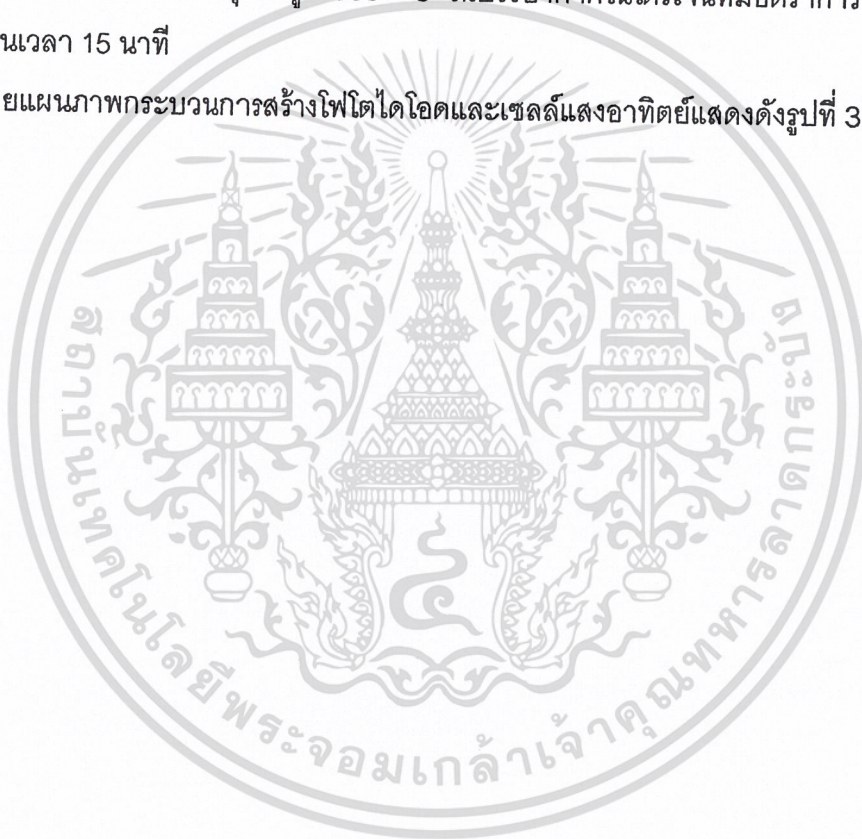 นเวลา 15 นาที
ยแผนภาพกระบวนการสร้างโฟโตไดโอดและเซลล์แสงอาทิตย์แสดงดังรูปที่ 3
สถาบันเทคโนโลยีพระจอมเกล้าเจ้าคุณทหารลาดกระบัง
๔